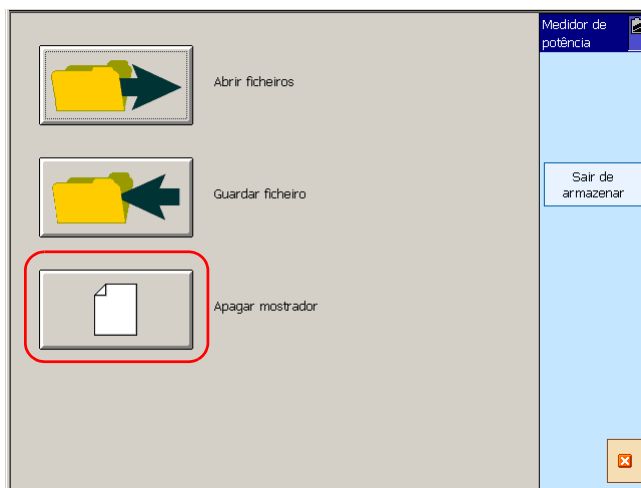 Medidor de
potência
Abrir ficheiros
Sair de
armazenar
Guardar ficheiro
Apagar mostrador